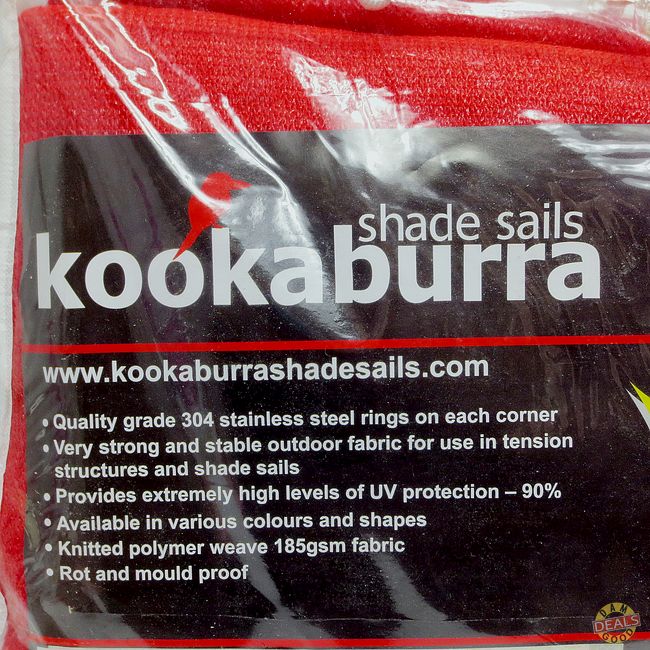 shade sails
kookaburra
www.kookaburrashadesails.com
• Quality grade 304 stainless steel rings on each corner
• Very strong and stable outdoor fabric for use in tension
structures and shade sails
• Provides extremely high levels of UV protection – 90%
• Available in various colours and shapes
• Knitted polymer weave 185gsm fabric
• Rot and mould proof
DAM
GOOD
DEALS